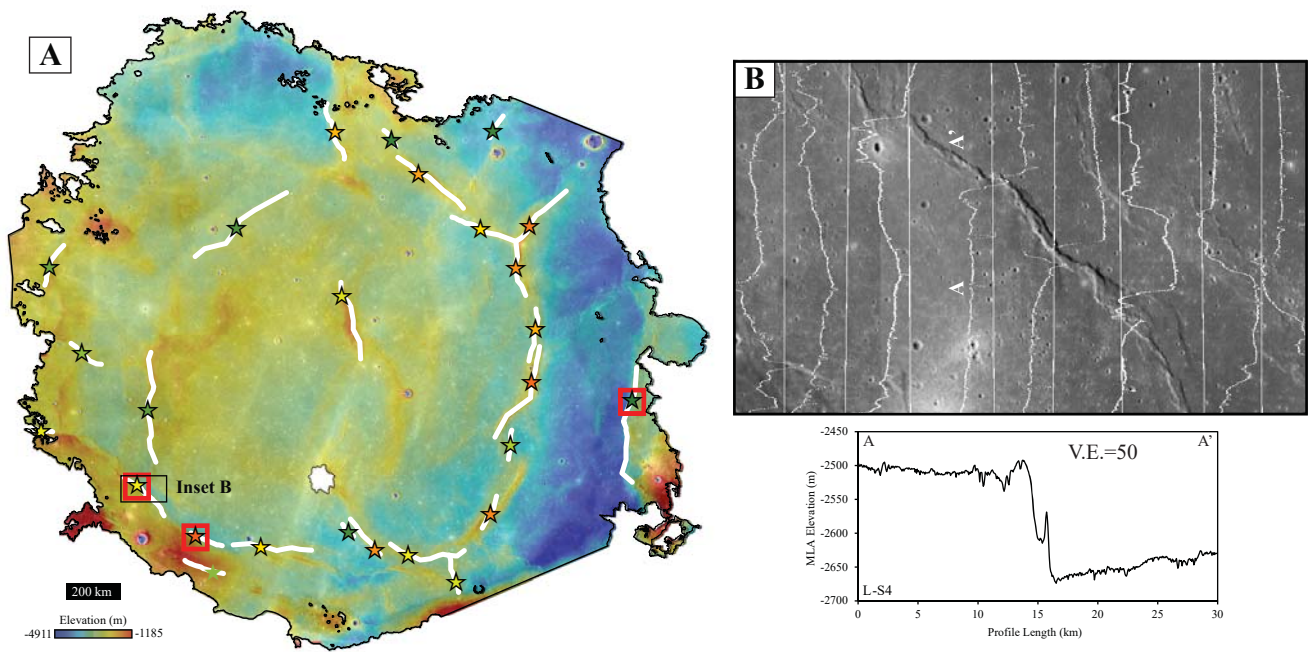 A
Inset B
200 km
Elevation (m)
-4911
-1185
B
A'
A
A
A'
V.E.=50
-2450
-2500
-2550
-2600
-2650
-2700
MLA Elevation (m)
L-S4
0
5
10
15
20
25
30
Profile Length (km)